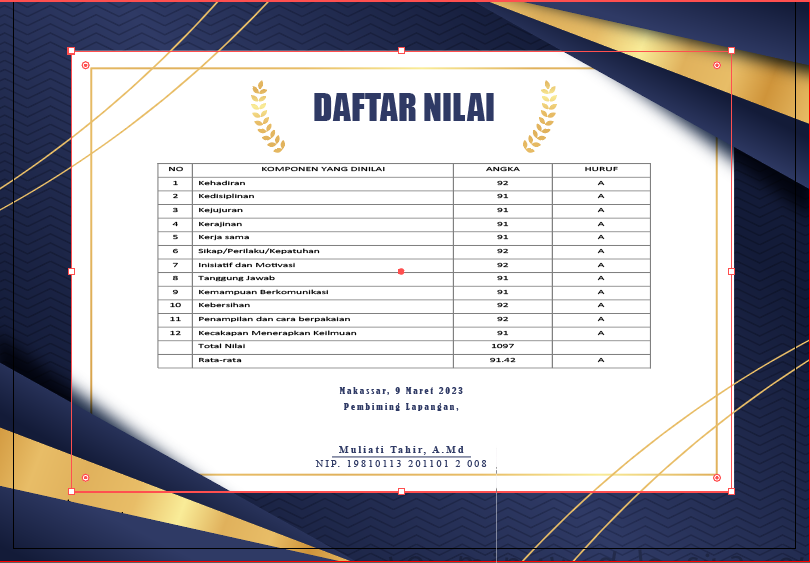 DAFTAR NILAI
NO KOMPONEN YANG DINILAI ANGKA HURUF
1 Kehadiran 92 A
2 Kedisiplinan 91 A
3 Kejujuran 91 A
4 Kerajinan 91 A
5 Kerja sama 91 A
6 Sikap/Perilaku/Kepatuhan 92 A
7 Inisiatif dan Motivasi 92 A
8 Tanggung Jawab 91 A
9 Kemampuan Berkomunikasi 91 A
10 Kebersihan 92 A
11 Penampilan dan cara berpakaian 92 A
12 Kecakapan Menerapkan Keilmuan 91 A
Total Nilai 1097
Rata-rata 91.42 A
Makassar, 9 Maret 2023
Pembiming Lapangan,
Muliati Tahir, A.Md
NIP. 19810113 201101 2 008